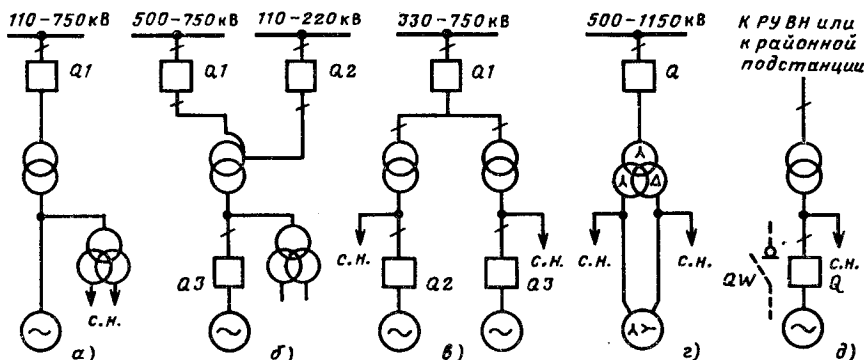 110-750кВ
500-750кВ
110-220кВ
330-750кВ
500-1150кВ
К РУ ВН или
к районной
подстанции
Q1
Q1
Q2
Q1
Q
с.н.
с.н.
с.н.
с.н.
с.н.
с.н.
Q3
Q2
Q3
QW
Q
а)
б)
в)
г)
д)